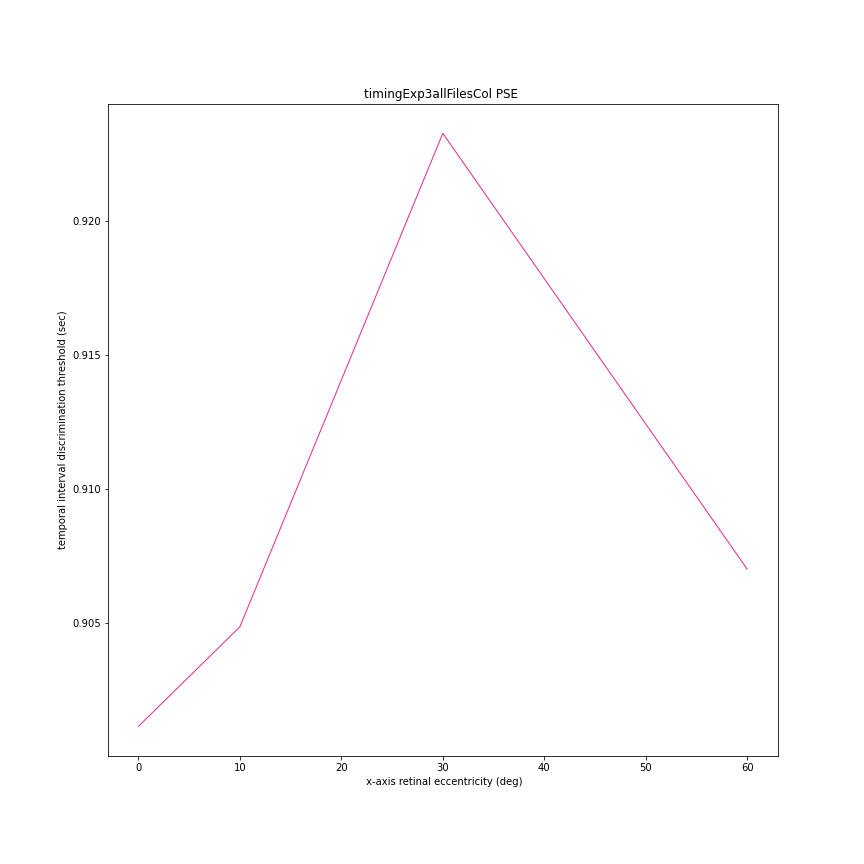 timingExp3allFilesCol PSE
temporal interval discrimination threshold (sec)
0.920
0.915
0.910
0.905
0 10 20 30 40 50 60
x-axis retinal eccentricity (deg)